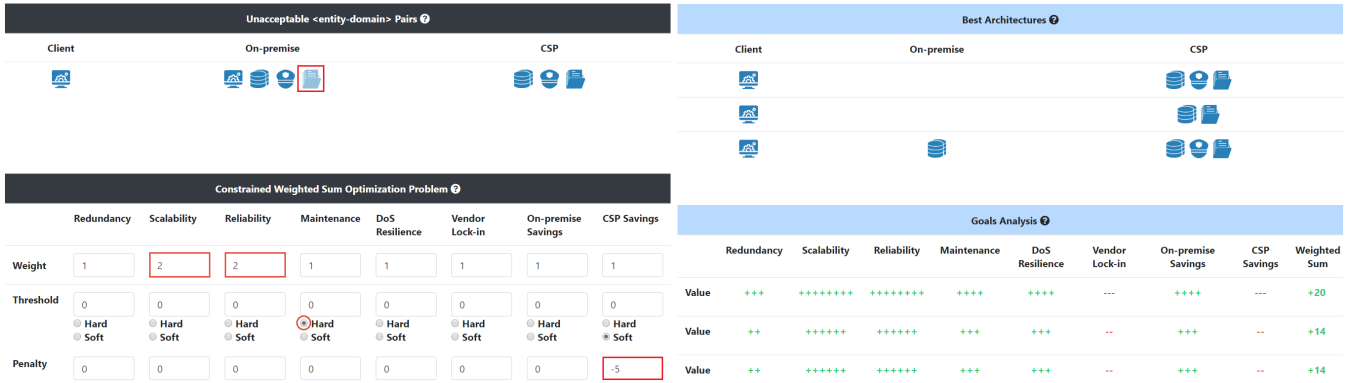 Unacceptable <entity-domain> Pairs ?
Client On-premise CSP
Constrained Weighted Sum Optimization Problem ?
Redundancy Scalability Reliability Maintenance DoS Resilience Vendor Lock-in On-premise Savings CSP Savings
Weight 1 2 2 1 1 1 1 1
Threshold 0 0 0 0 0 0 0 0
Hard Hard Hard Hard Hard Hard Hard Hard
Soft Soft Soft Soft Soft Soft Soft Soft
Penalty 0 0 0 0 0 0 0 -5
Best Architectures ?
Client On-premise CSP
Goals Analysis ?
Redundancy Scalability Reliability Maintenance DoS Resilience Vendor Lock-in On-premise Savings CSP Savings Weighted Sum
Value +++ ++++++++ ++++++++ ++++ ++++ --- ++++ --- +20
Value ++ ++++++ ++++++ +++ +++ -- +++ -- +14
Value ++ ++++++ ++++++ +++ +++ -- +++ -- +14